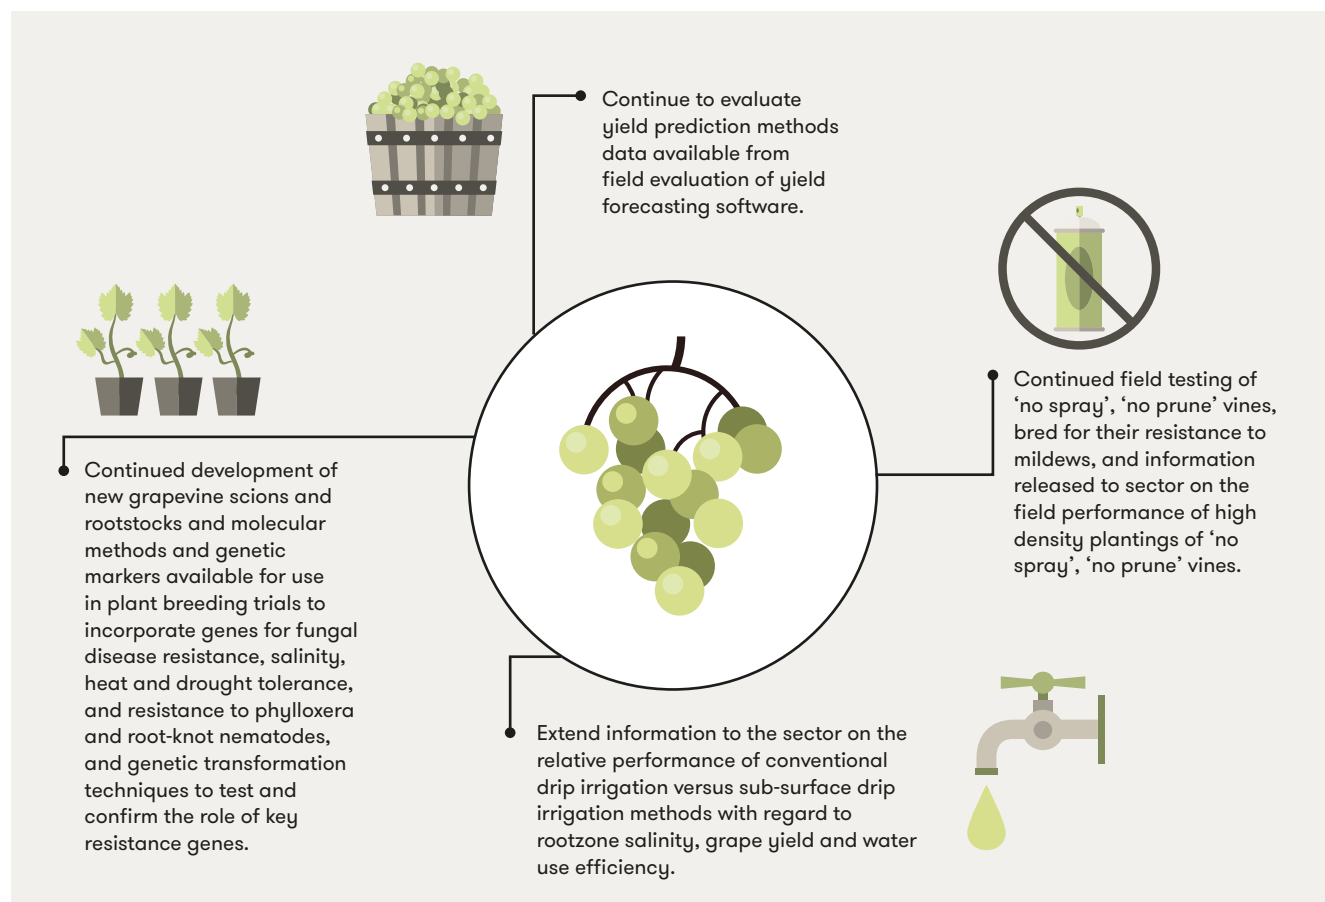 Continue to evaluate
yield prediction methods
data available from
field evaluation of yield
forecasting software.
Continued field testing of
‘no spray’, ‘no prune’ vines,
bred for their resistance to
mildews, and information
released to sector on the
field performance of high
density plantings of ‘no
spray’, ‘no prune’ vines.
Continued development of
new grapevine scions and
rootstocks and molecular
methods and genetic
markers available for use
in plant breeding trials to
incorporate genes for fungal
disease resistance, salinity,
heat and drought tolerance,
and resistance to phylloxera
and root-knot nematodes,
and genetic transformation
techniques to test and
confirm the role of key
resistance genes.
Extend information to the sector on the
relative performance of conventional
drip irrigation versus sub-surface drip
irrigation methods with regard to
rootzone salinity, grape yield and water
use efficiency.